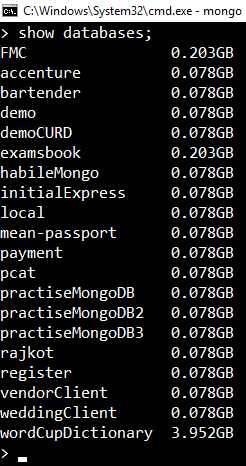 C:\Windows\System32\cmd.exe - mongo
> show databases;
FMC 0.203GB
accenture 0.078GB
bartender 0.078GB
demo 0.078GB
demoCURD 0.078GB
examsbook 0.203GB
habileMongo 0.078GB
initialExpress 0.078GB
local 0.078GB
mean-passport 0.078GB
payment 0.078GB
pcat 0.078GB
practiseMongoDB 0.078GB
practiseMongoDB2 0.078GB
practiseMongoDB3 0.078GB
rajkot 0.078GB
register 0.078GB
vendorClient 0.078GB
weddingClient 0.078GB
wordCupDictionary 3.952GB
>